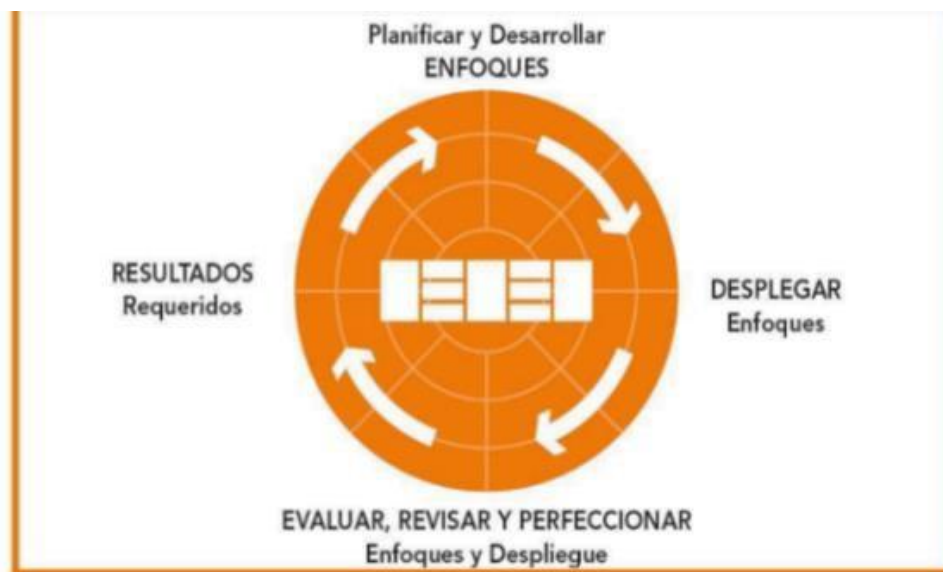 Planificar y Desarrollar
ENFOQUES
RESULTADOS
Requeridos
DESPLEGAR
Enfoques
EVALUAR, REVISAR Y PERFECCIONAR
Enfoques y Despliegue